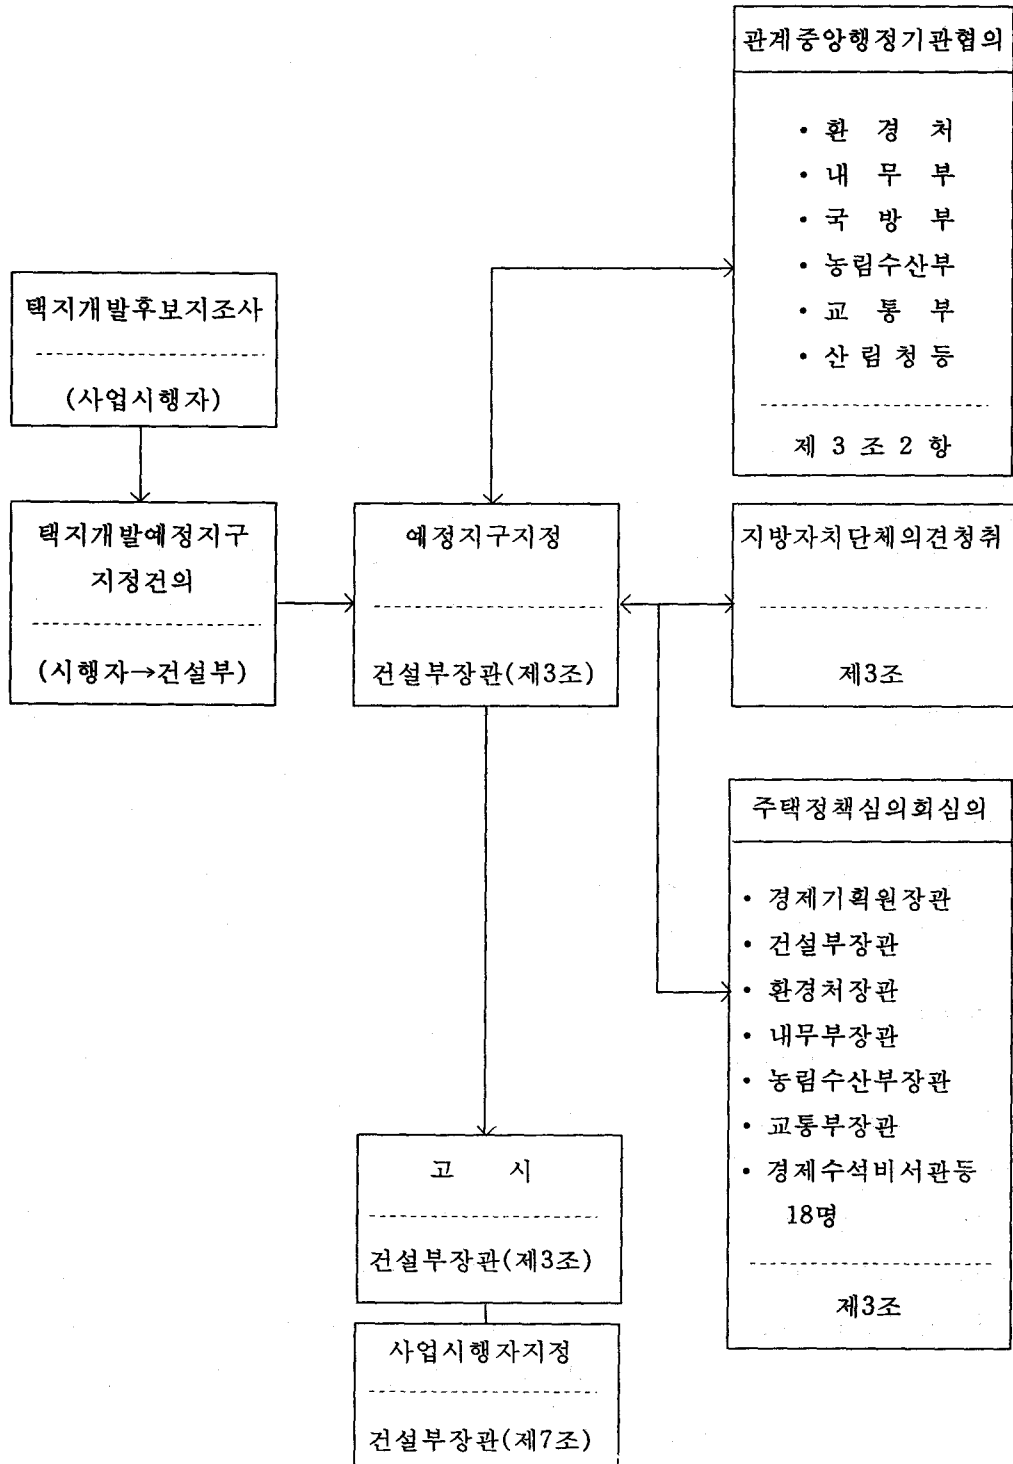 관계중앙행정기관협의
• 환 경 처
• 내 무 부
• 국 방 부
• 농림수산부
• 교 통 부
• 산 림 청 등
제 3 조 2 항
택지개발후보지조사
(사업시행자)
택지개발예정지구
지정건의
(시행자→건설부)
예정지구지정
건설부장관(제3조)
지방자치단체의견청취
제3조
주택정책심의회심의
• 경제기획원장관
• 건설부장관
• 환경처장관
• 내무부장관
• 농림수산부장관
• 교통부장관
• 경제수석비서관등
18명
제3조
고 시
건설부장관(제3조)
사업시행자지정
건설부장관(제7조)